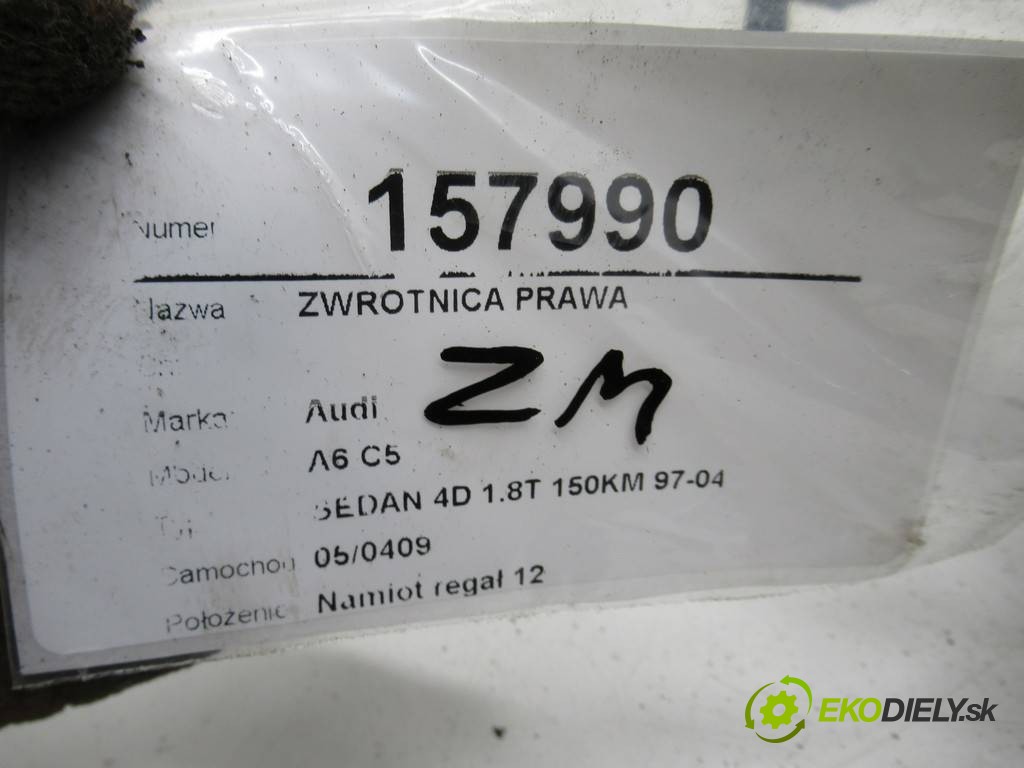 Numer 157990
Nazwa ZWROTNICA PRAWA
ZM
Marka Audi
Model A6 C5
SEDAN 4D 1.8T 150KM 97-04
Samochód 05/0409
Położenie Namiot regał 12
EKODIELY.sk